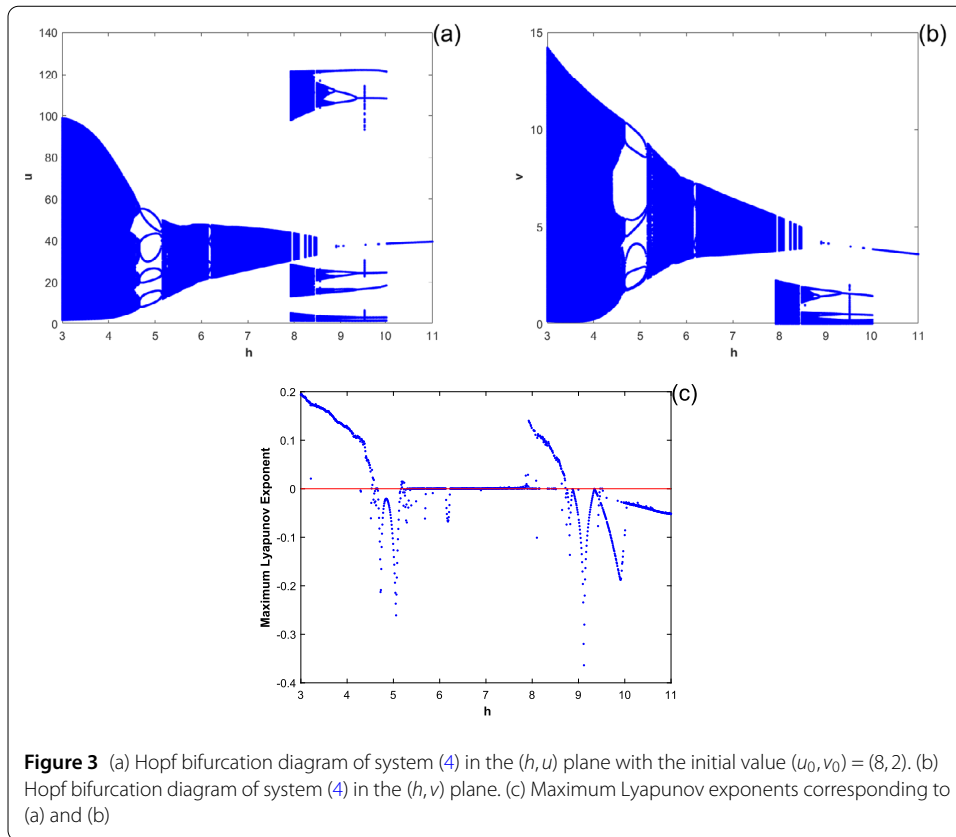 (a)
140
120
100
80
60
40
20
0
u
3 4 5 6 7 8 9 10 11
h
(b)
15
10
5
0
v
3 4 5 6 7 8 9 10 11
h
(c)
0.2
0.1
0
-0.1
-0.2
-0.3
-0.4
Maximum Lyapunov Exponent
3 4 5 6 7 8 9 10 11
h
Figure 3 (a) Hopf bifurcation diagram of system (4) in the (h, u) plane with the initial value (u₀, v₀) = (8, 2). (b)
Hopf bifurcation diagram of system (4) in the (h, v) plane. (c) Maximum Lyapunov exponents corresponding to
(a) and (b)